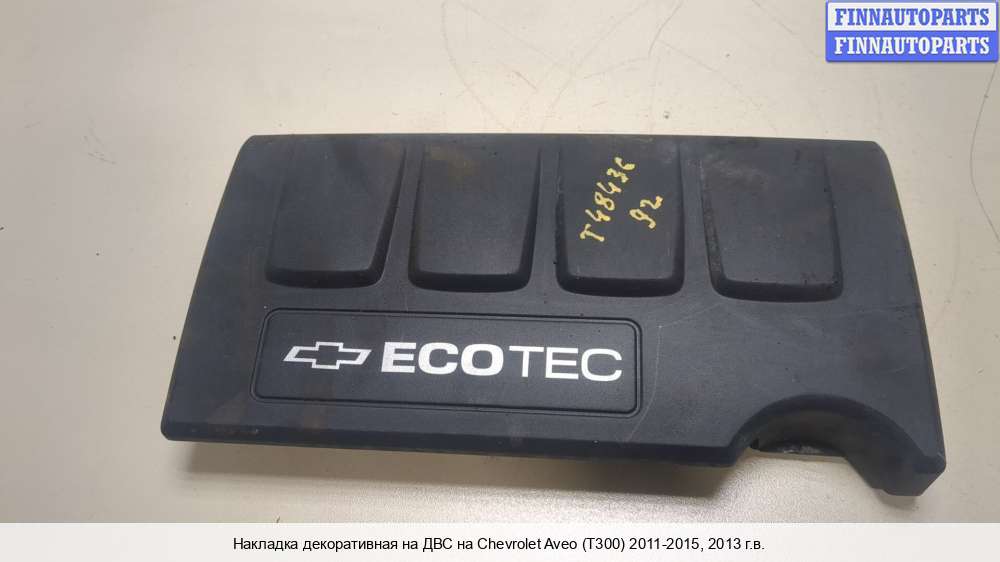 FINNAUTOPARTS
FINNAUTOPARTS
T48436
92
ECOTEC
Накладка декоративная на ДВС на Chevrolet Aveo (T300) 2011-2015, 2013 г.в.